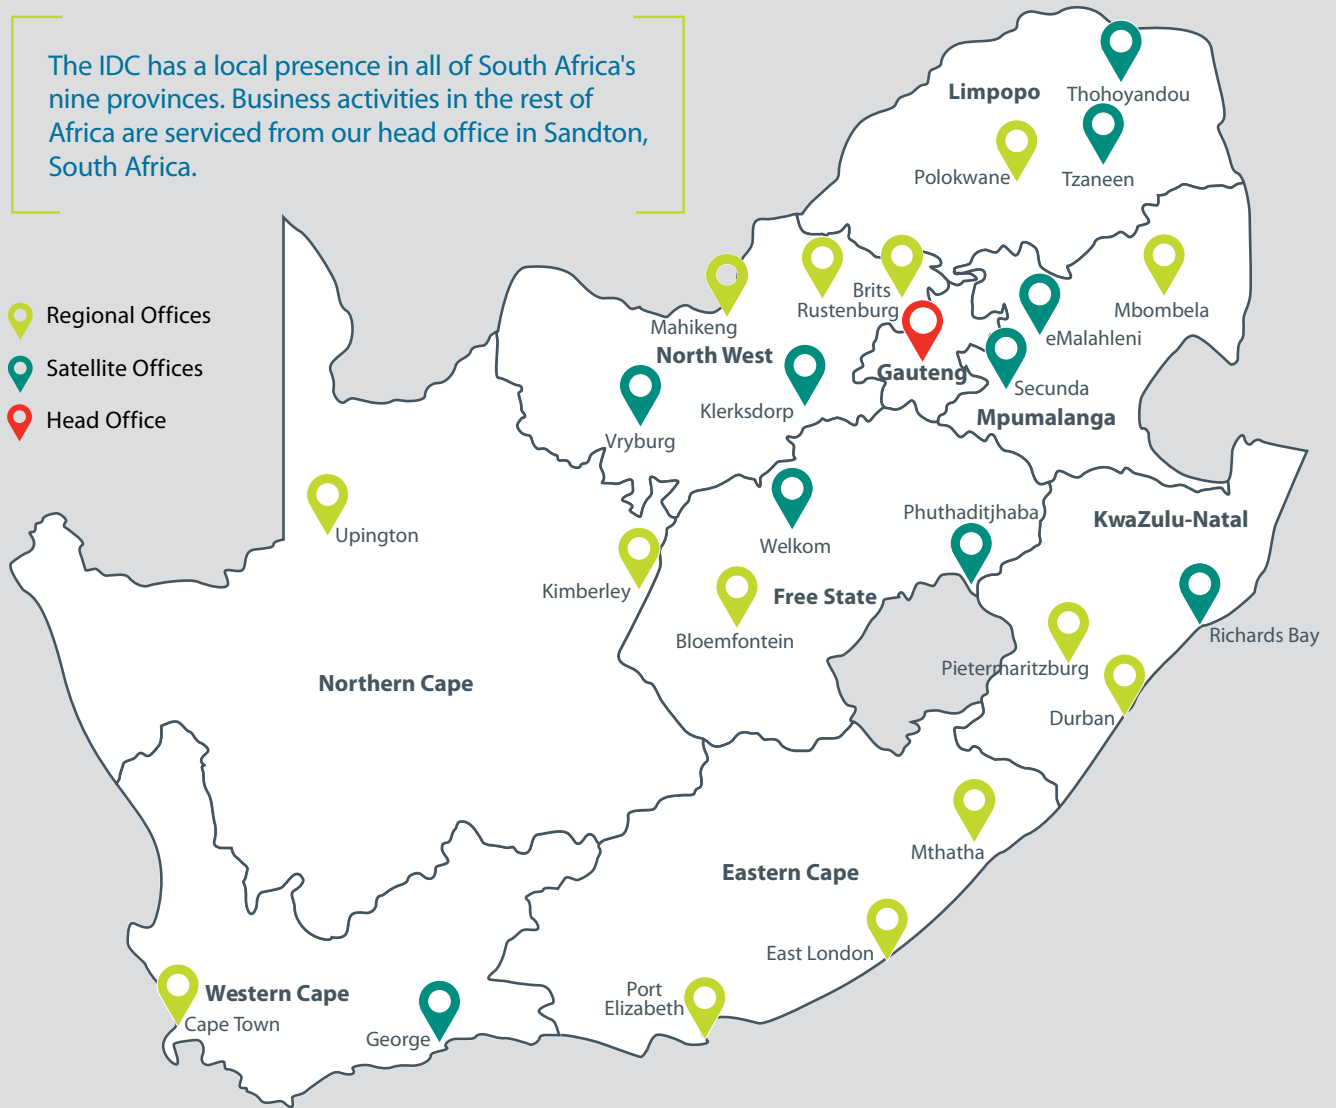 The IDC has a local presence in all of South Africa's
nine provinces. Business activities in the rest of
Africa are serviced from our head office in Sandton,
South Africa.
Regional Offices
Satellite Offices
Head Office
Limpopo
Thohoyandou
Polokwane
Tzaneen
Brits
Rustenburg
Mahikeng
North West
Mbombela
eMalahleni
Gauteng
Secunda
Klerksdorp
Mpumalanga
Vryburg
Upington
Phuthaditjhaba
KwaZulu-Natal
Welkom
Kimberley
Free State
Bloemfontein
Richards Bay
Pietermaritzburg
Northern Cape
Durban
Mthatha
Eastern Cape
East London
Western Cape
Port
Elizabeth
Cape Town
George